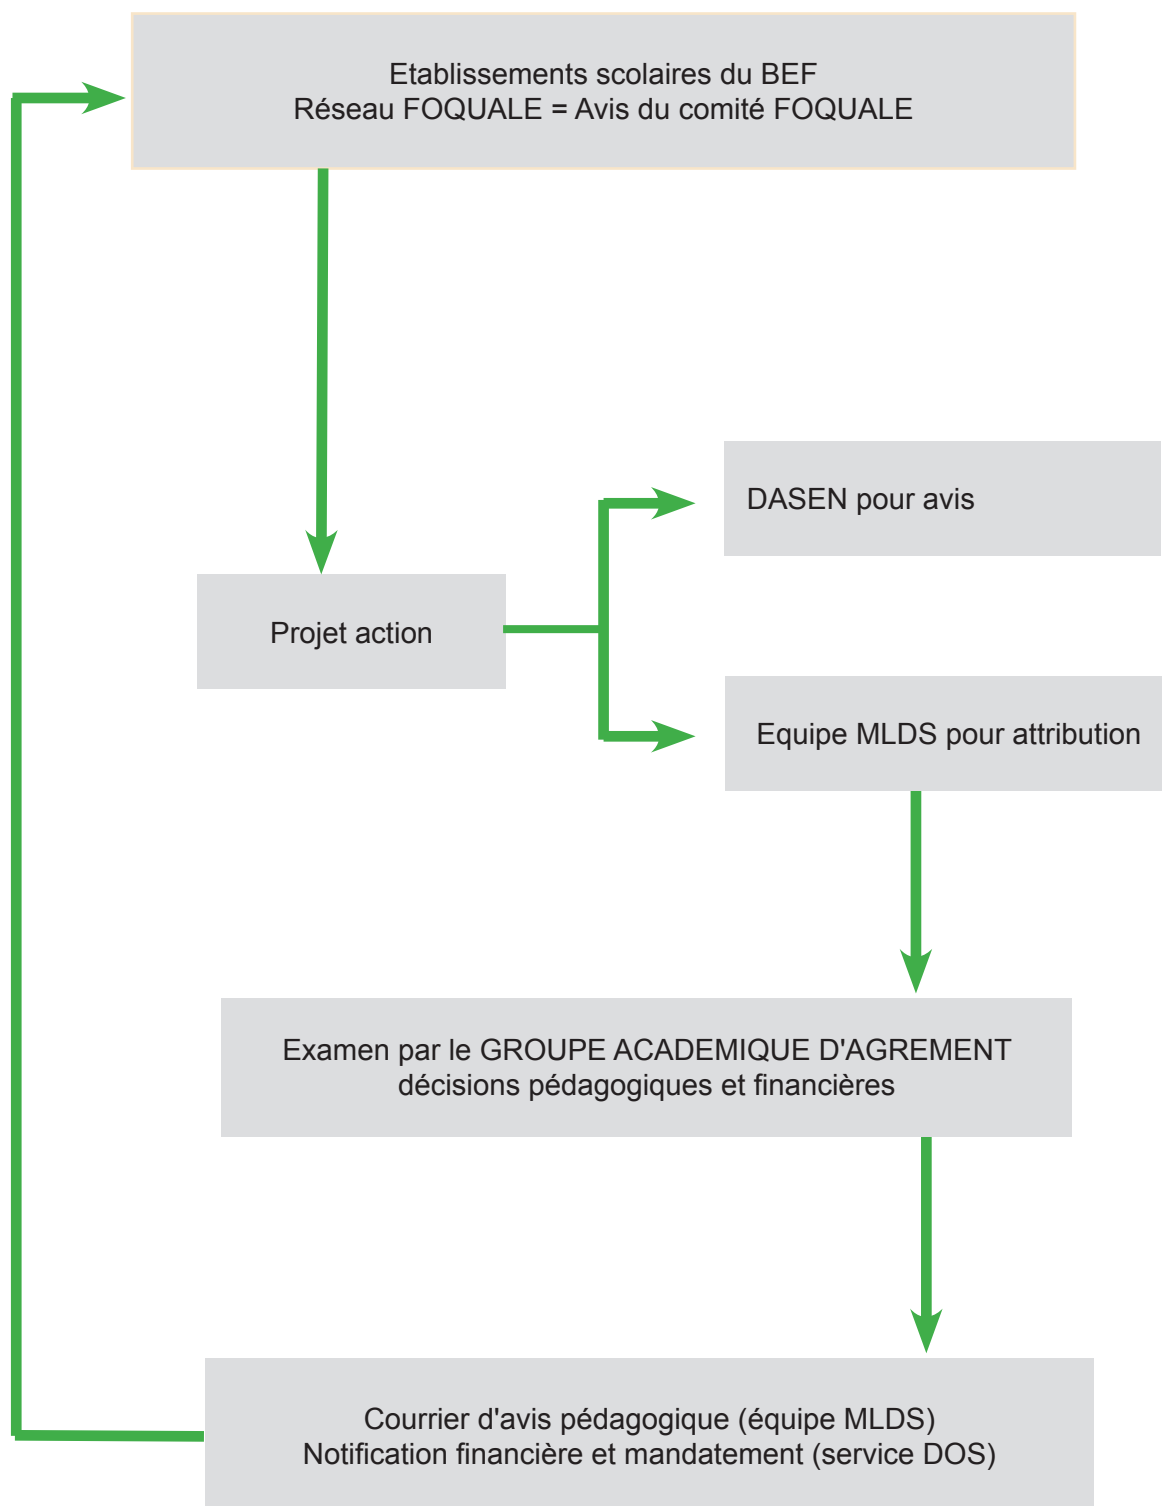 Etablissements scolaires du BEF
Réseau FOQUALE = Avis du comité FOQUALE
DASEN pour avis
Projet action
Equipe MLDS pour attribution
Examen par le GROUPE ACADEMIQUE D'AGREMENT
décisions pédagogiques et financières
Courrier d'avis pédagogique (équipe MLDS)
Notification financière et mandatement (service DOS)